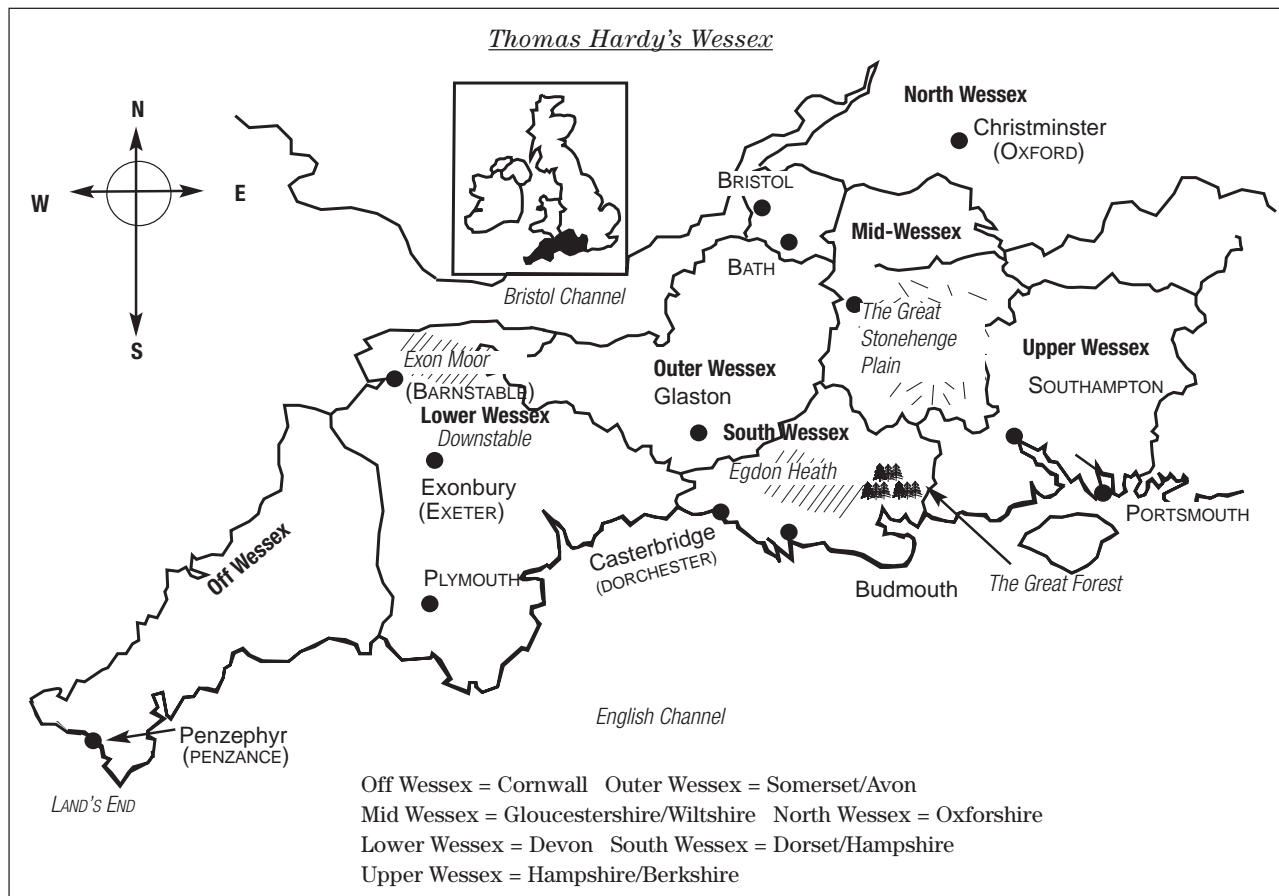 Thomas Hardy's Wessex
N
W
E
S
North Wessex
Christminster
(OXFORD)
BRISTOL
Mid-Wessex
BATH
Bristol Channel
The Great
Stonehenge
Plain
Upper Wessex
SOUTHAMPTON
Exon Moor
(BARNSTABLE)
Lower Wessex
Downstable
Outer Wessex
Glaston
South Wessex
Egdon Heath
Exonbury
(EXETER)
PORTSMOUTH
Casterbridge
(DORCHESTER)
Budmouth
The Great Forest
Off Wessex
PLYMOUTH
English Channel
Penzephyr
(PENZANCE)
LAND'S END
Off Wessex = Cornwall Outer Wessex = Somerset/Avon
Mid Wessex = Gloucestershire/Wiltshire North Wessex = Oxforshire
Lower Wessex = Devon South Wessex = Dorset/Hampshire
Upper Wessex = Hampshire/Berkshire